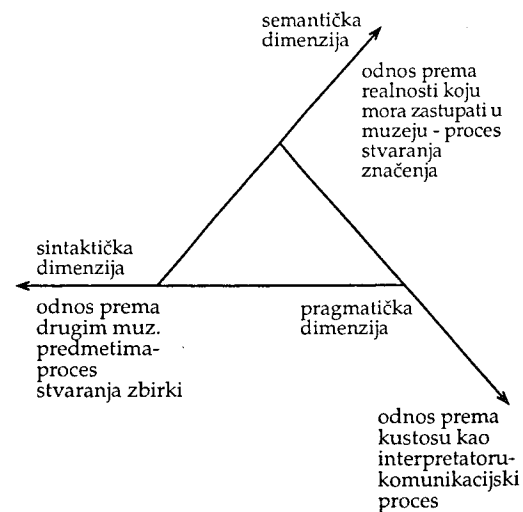 semantička
dimenzija
odnos prema
realnosti koju
mora zastupati u
muzeju - proces
stvaranja
značenja
sintaktička
dimenzija
odnos prema
drugim muz.
predmetima-
proces
stvaranja zbirki
pragmatička
dimenzija
odnos prema
kustosu kao
interpretatoru-
komunikacijski
proces